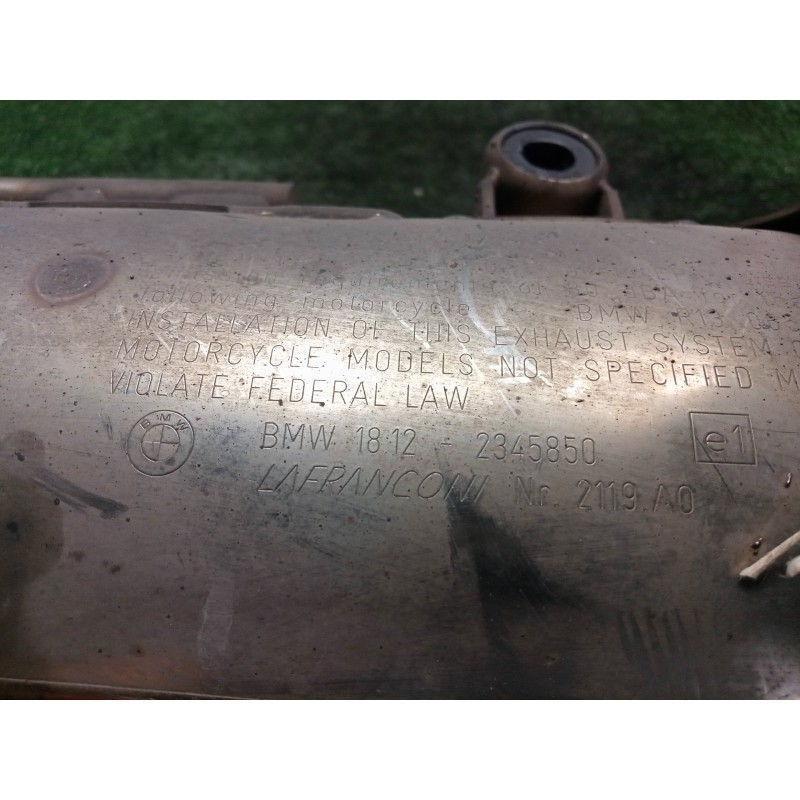 following motorcycle BMW
INSTALLATION OF THIS EXHAUST SYSTEM
MOTORCYCLE MODELS NOT SPECIFIED M
VIOLATE FEDERAL LAW
BMW
BMW 18 12 - 2345850
e1
LAFRANCONI Nr. 2119 A0